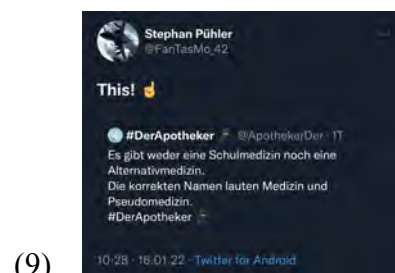 Stephan Pühler
@FanTasMo_42
This! ☝
#DerApotheker @ApothekerDer · 1T
Es gibt weder eine Schulmedizin noch eine
Alternativmedizin.
Die korrekten Namen lauten Medizin und
Pseudomedizin.
#DerApotheker
10:28 · 16.01.22 · Twitter for Android
(9)